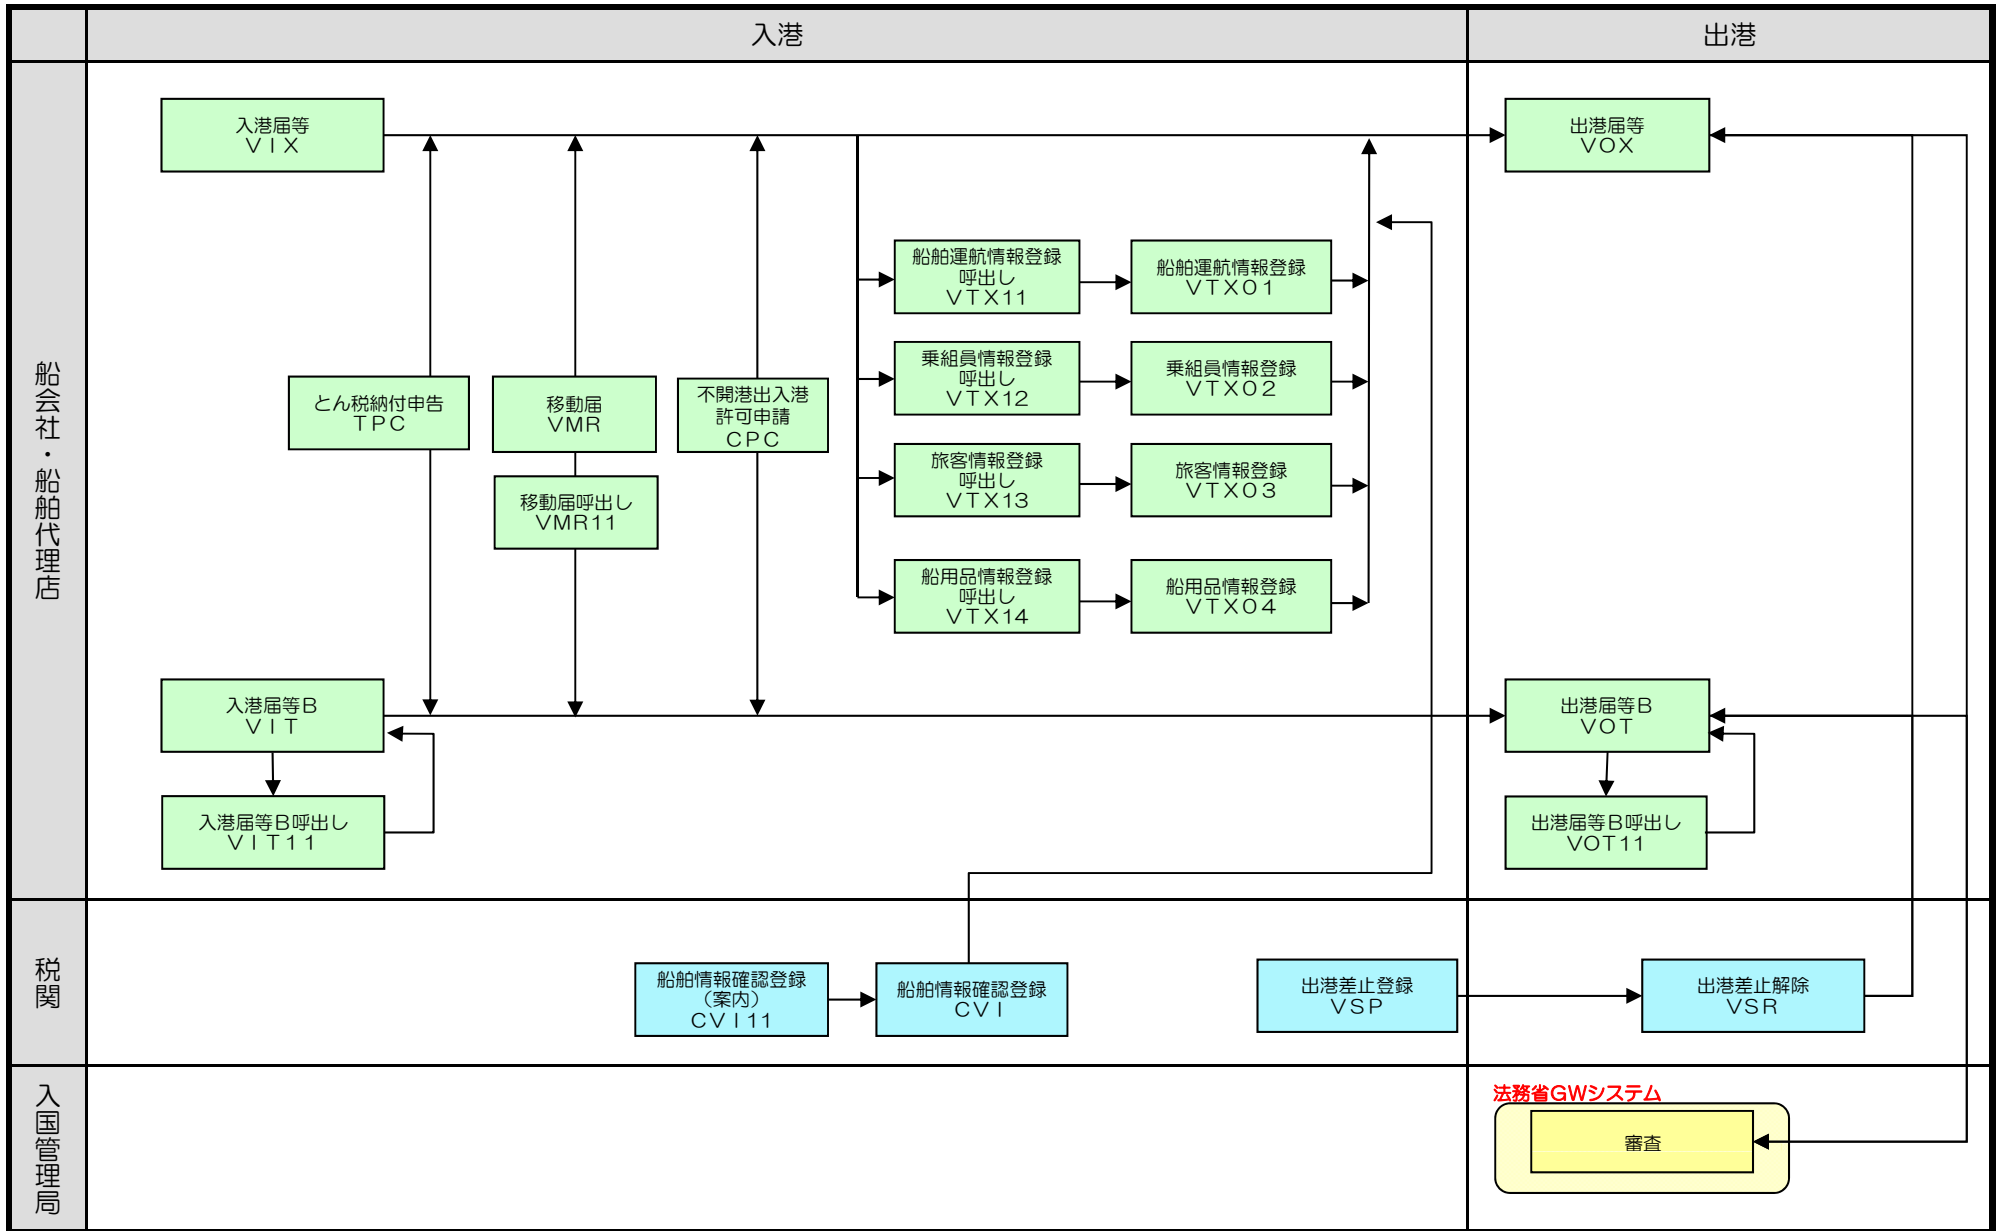 入港
出港
船会社・船舶代理店
入港届等
ＶＩＸ
出港届等
ＶＯＸ
船舶運航情報登録
呼出し
ＶＴＸ11
船舶運航情報登録
ＶＴＸ０１
乗組員情報登録
呼出し
ＶＴＸ12
乗組員情報登録
ＶＴＸ０２
とん税納付申告
ＴＰＣ
移動届
ＶＭＲ
不開港出入港
許可申請
ＣＰＣ
旅客情報登録
呼出し
ＶＴＸ13
旅客情報登録
ＶＴＸ０３
移動届呼出し
ＶＭＲ11
船用品情報登録
呼出し
ＶＴＸ14
船用品情報登録
ＶＴＸ０４
入港届等Ｂ
ＶＩＴ
出港届等Ｂ
ＶＯＴ
入港届等Ｂ呼出し
ＶＩＴ１１
出港届等Ｂ呼出し
ＶＯＴ11
税関
船舶情報確認登録
（案内）
ＣＶＩ11
船舶情報確認登録
ＣＶＩ
出港差止登録
ＶＳＰ
出港差止解除
ＶＳＲ
入国管理局
法務省GWシステム
審査